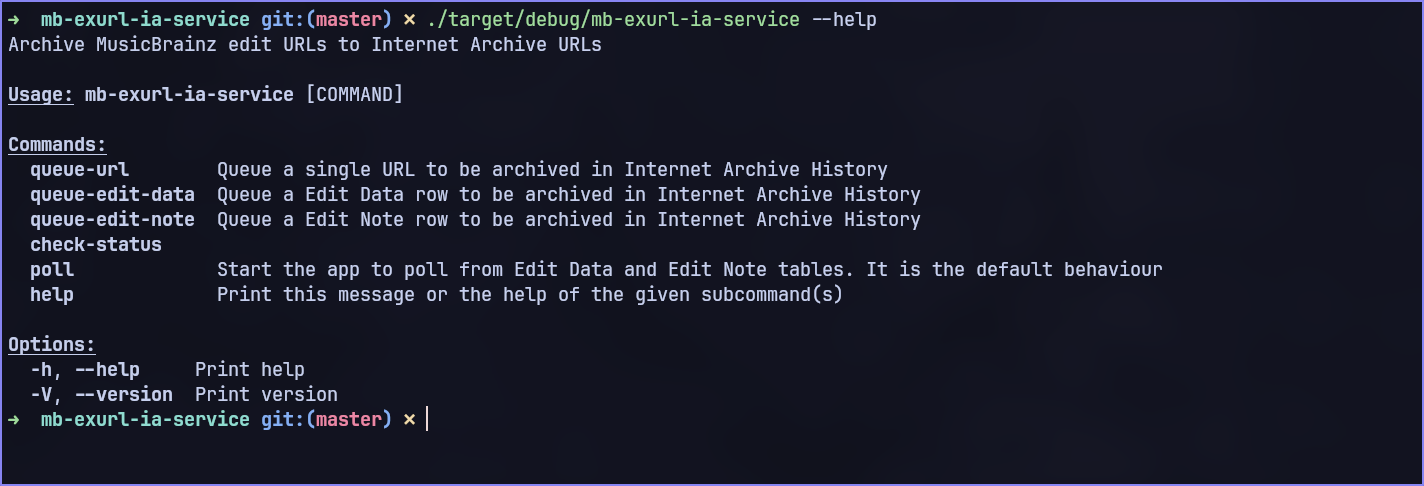 → mb-exurl-ia-service git:(master) × ./target/debug/mb-exurl-ia-service --help
Archive MusicBrainz edit URLs to Internet Archive URLs

Usage: mb-exurl-ia-service [COMMAND]

Commands:
  queue-url        Queue a single URL to be archived in Internet Archive History
  queue-edit-data  Queue a Edit Data row to be archived in Internet Archive History
  queue-edit-note  Queue a Edit Note row to be archived in Internet Archive History
  check-status
  poll             Start the app to poll from Edit Data and Edit Note tables. It is the default behaviour
  help             Print this message or the help of the given subcommand(s)

Options:
  -h, --help     Print help
  -V, --version  Print version
→ mb-exurl-ia-service git:(master) ×